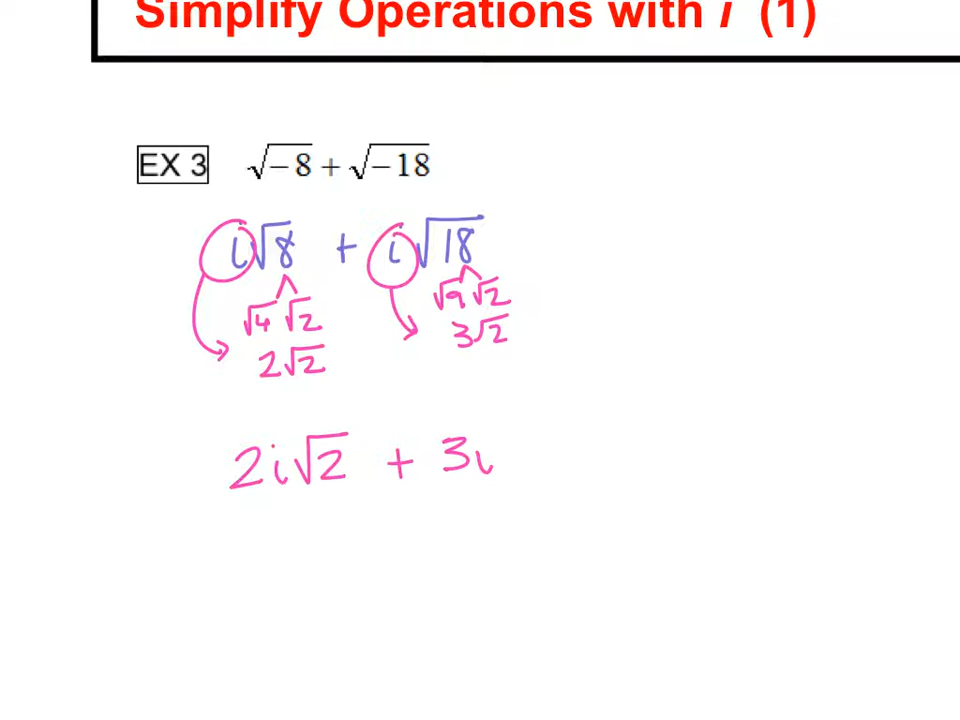 Simplify Operations with i (1)
EX 3 √-8 + √-18
i√8 + i√18
√4 √2 √9 √2
2√2 3√2
2i√2 + 3i